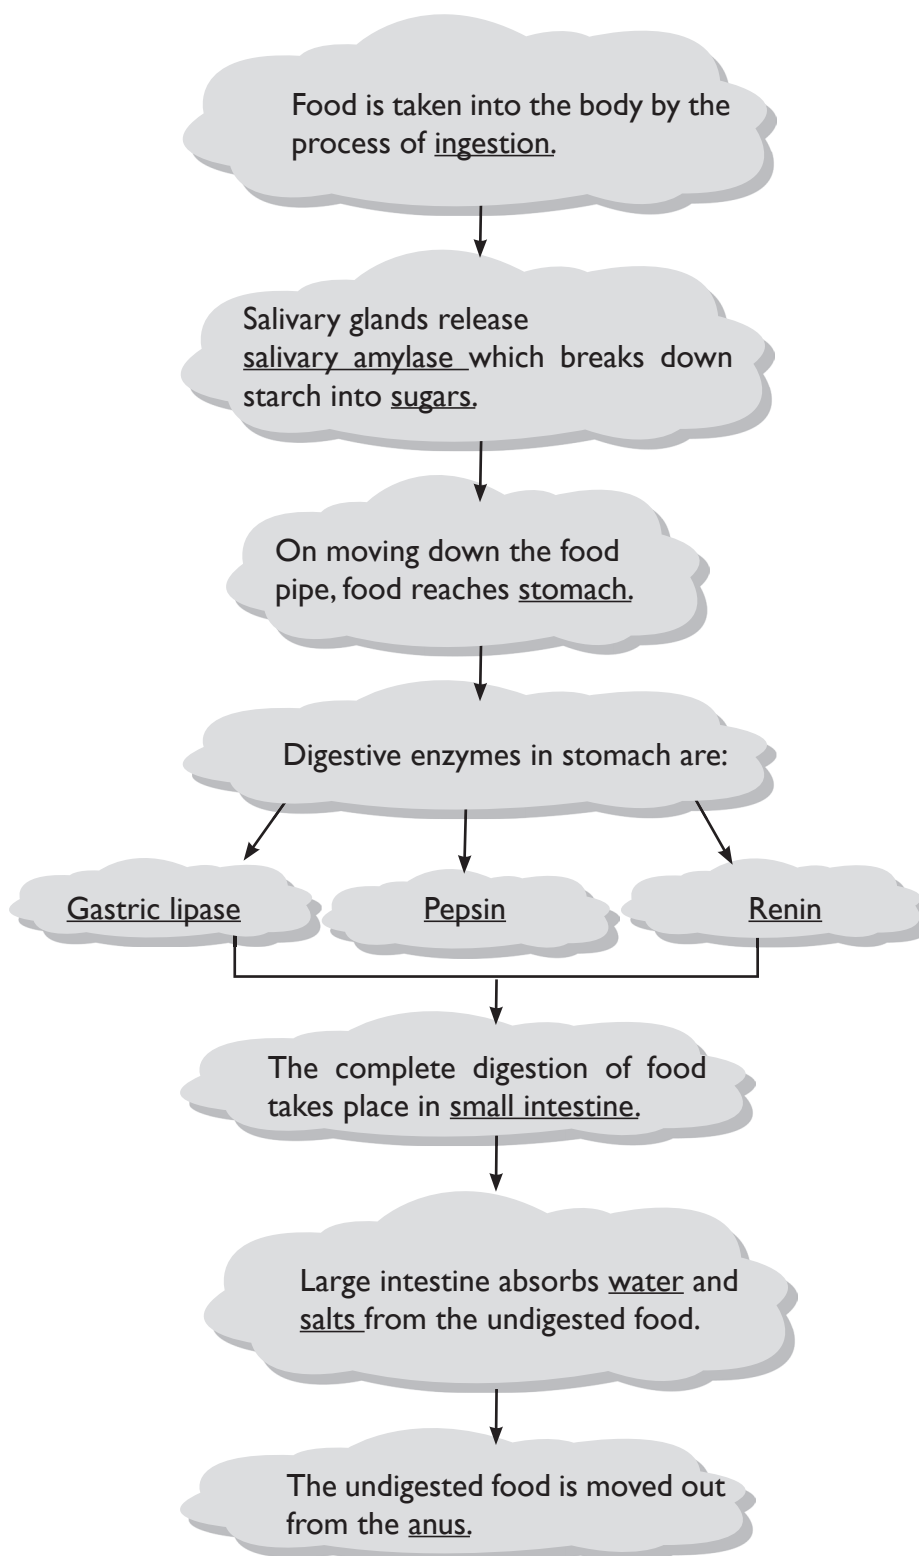 Food is taken into the body by the
process of ingestion.
Salivary glands release
salivary amylase which breaks down
starch into sugars.
On moving down the food
pipe, food reaches stomach.
Digestive enzymes in stomach are:
Gastric lipase
Pepsin
Renin
The complete digestion of food
takes place in small intestine.
Large intestine absorbs water and
salts from the undigested food.
The undigested food is moved out
from the anus.